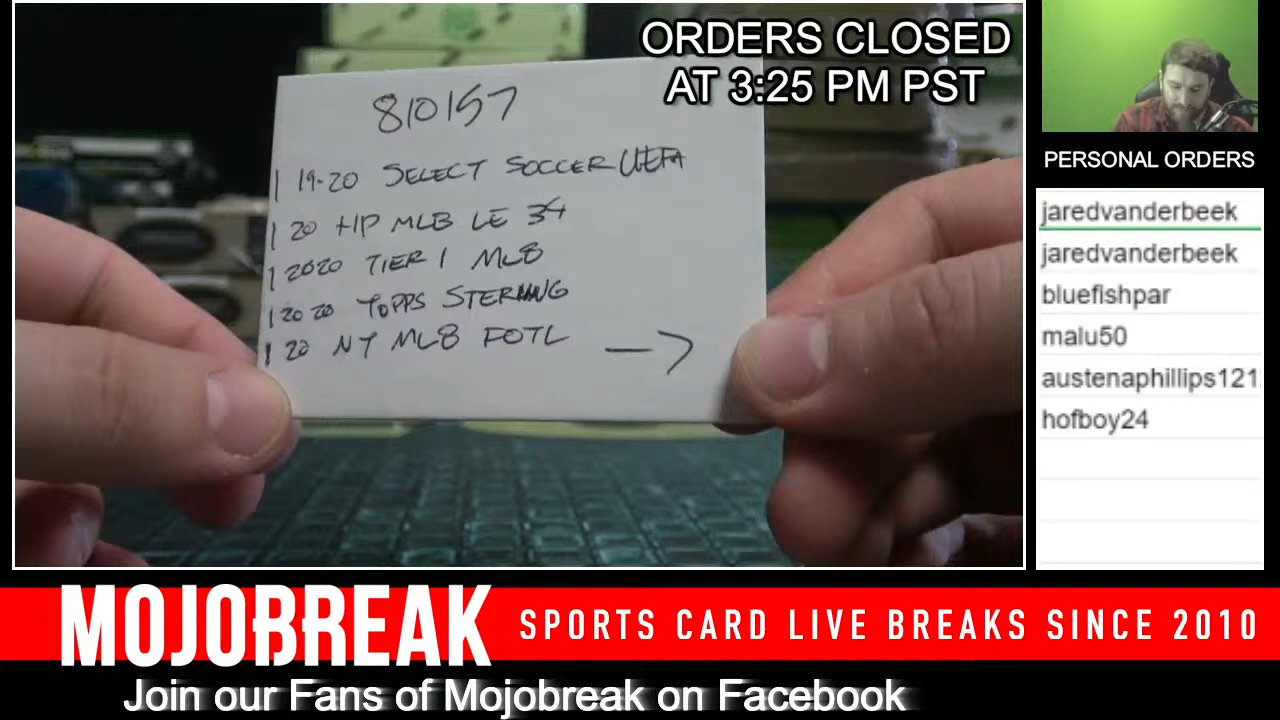 ORDERS CLOSED
AT 3:25 PM PST
810157
1 19-20 SELECT SOCCER UEFA
1 20 HP MLB LE 34
1 2020 TIER 1 MLB
1 2020 TOPPS STERLING
1 20 NT MLB FOTL →
PERSONAL ORDERS
jaredvanderbeek
jaredvanderbeek
bluefishpar
malu50
austenaphillips121
hofboy24
MOJOBREAK
SPORTS CARD LIVE BREAKS SINCE 2010
Join our Fans of Mojobreak on Facebook